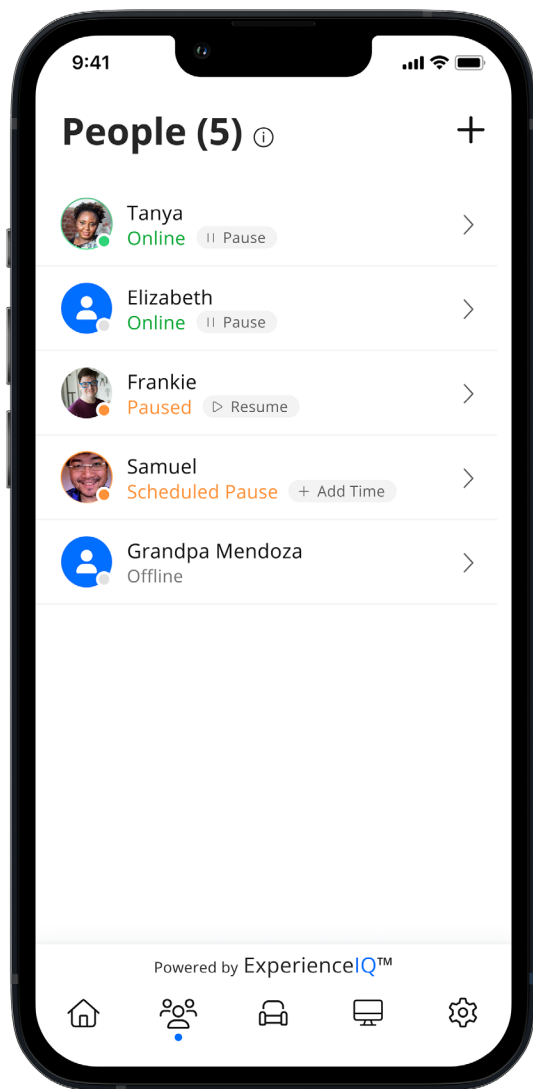 9:41
People (5)
Tanya
Online Pause
Elizabeth
Online Pause
Frankie
Paused Resume
Samuel
Scheduled Pause + Add Time
Grandpa Mendoza
Offline
Powered by ExperienceIQ™